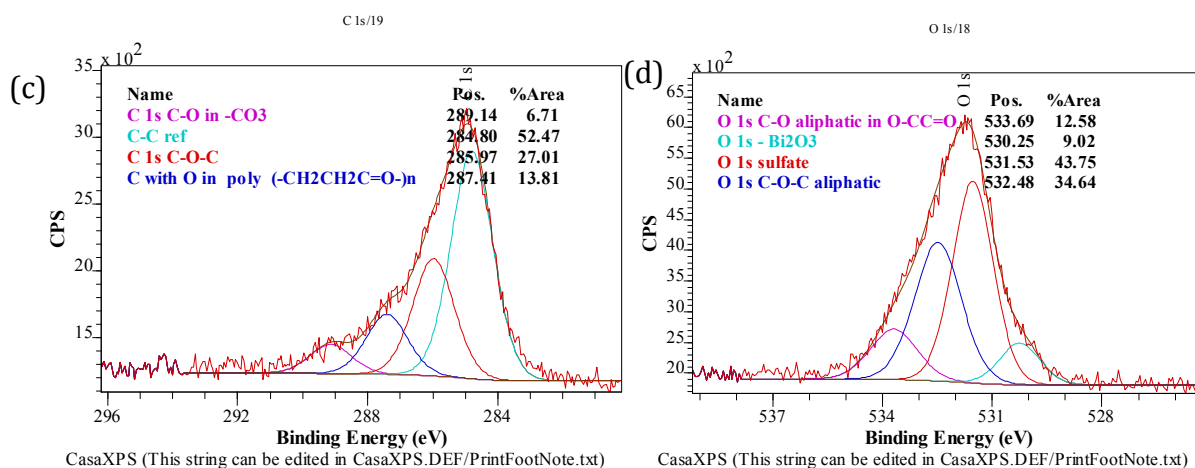 C 1s/19
(c)
x 10²
Name Pos. %Area
C 1s C-O in -CO3 289.14 6.71
C-C ref 284.80 52.47
C 1s C-O-C 285.97 27.01
C with O in poly (-CH2CH2C=O-)n 287.41 13.81
35
30
25
20
15
CPS
296 292 288 284
Binding Energy (eV)
CasaXPS (This string can be edited in CasaXPS.DEF/PrintFootNote.txt)
O 1s/18
(d)
x 10²
O 1s
Name Pos. %Area
O 1s C-O aliphatic in O-CC=O 533.69 12.58
O 1s - Bi2O3 530.25 9.02
O 1s sulfate 531.53 43.75
O 1s C-O-C aliphatic 532.48 34.64
65
60
55
50
45
40
35
30
25
20
CPS
537 534 531 528
Binding Energy (eV)
CasaXPS (This string can be edited in CasaXPS.DEF/PrintFootNote.txt)